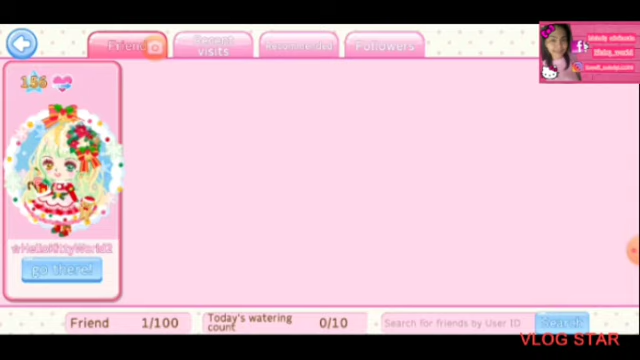 Friend
Recent
visits
Recommended
Followers
156
☆HelloKittyWorld2
go there!
Friend 1/100
Today's watering
count 0/10
Search for friends by User ID
Search
VLOG STAR